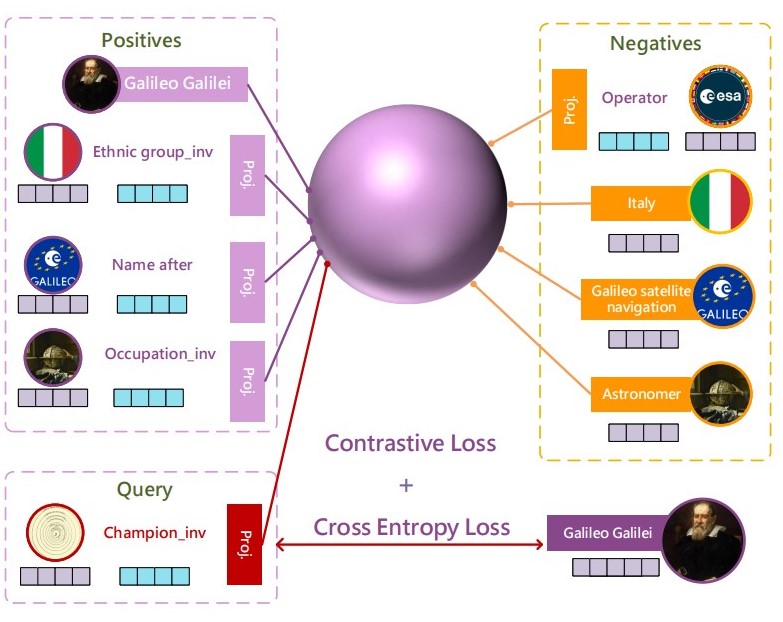 Positives
Galileo Galilei
Ethnic group_inv
Proj.
Name after
GALILEO
Proj.
Occupation_inv
Proj.
Query
Champion_inv
Proj.
Contrastive Loss
+
Cross Entropy Loss
Negatives
Proj.
Operator
esa
Italy
Galileo satellite
navigation
GALILEO
Astronomer
Galileo Galilei